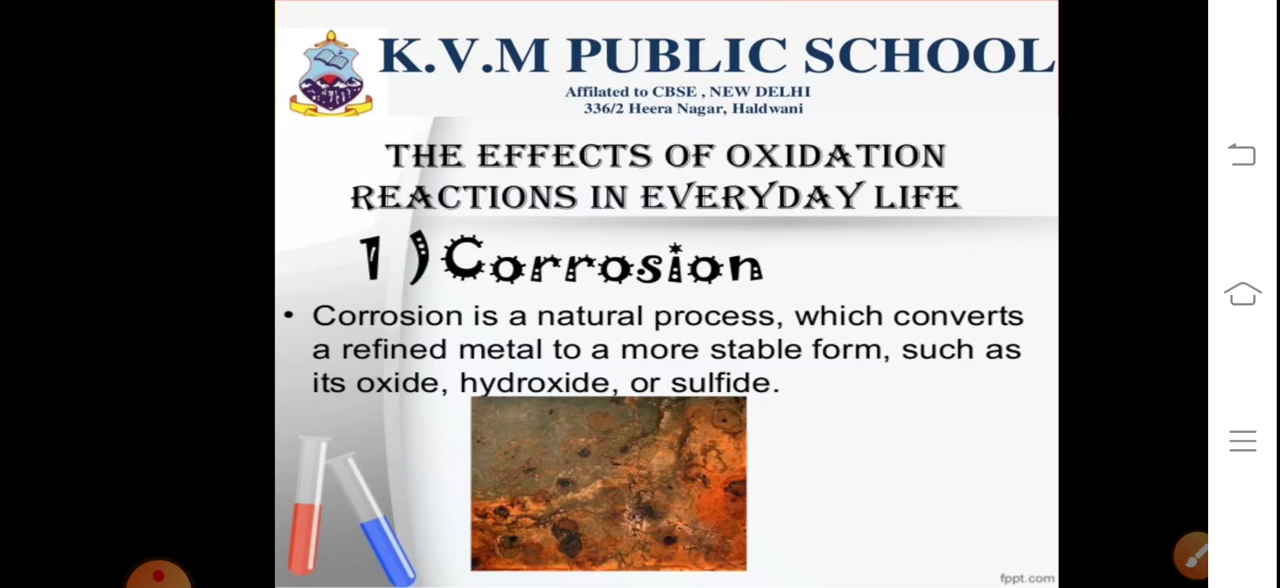 K.V.M PUBLIC SCHOOL
Affilated to CBSE , NEW DELHI
336/2 Heera Nagar, Haldwani
THE EFFECTS OF OXIDATION
REACTIONS IN EVERYDAY LIFE
1 ) Corrosion
• Corrosion is a natural process, which converts
a refined metal to a more stable form, such as
its oxide, hydroxide, or sulfide.
fppt.com